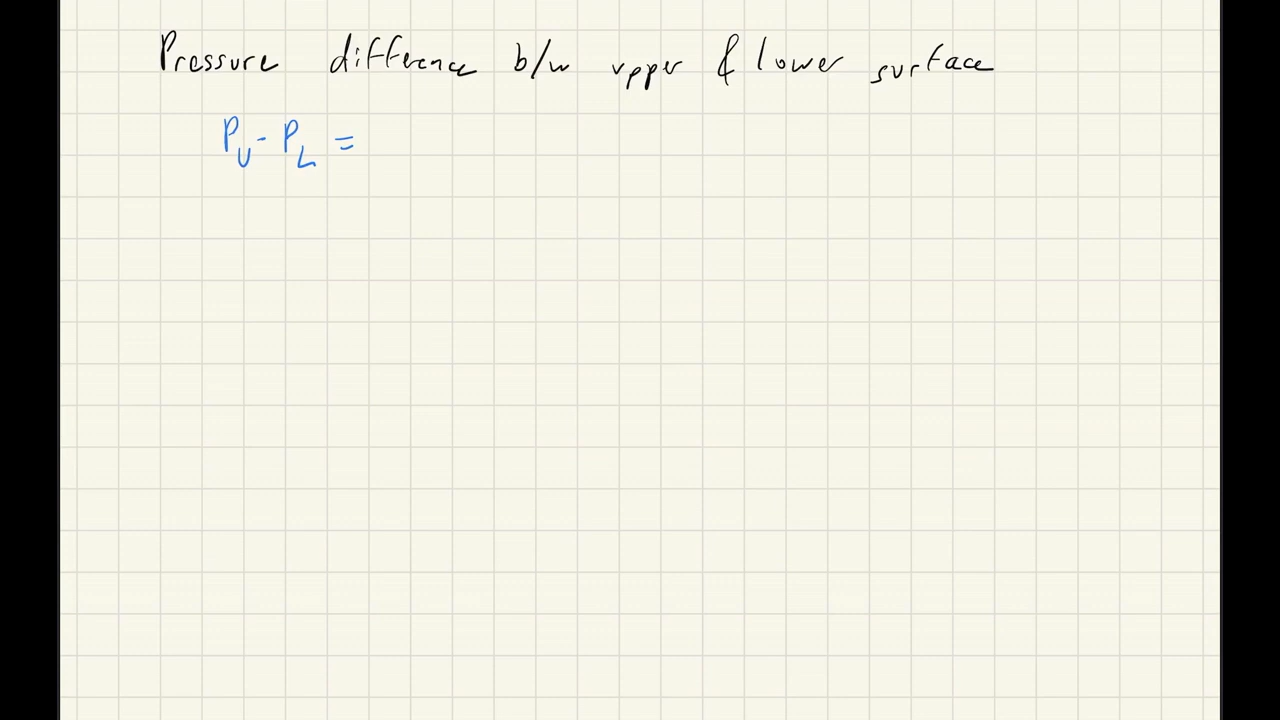 Pressure difference b/w upper & lower surface
P_U - P_L =